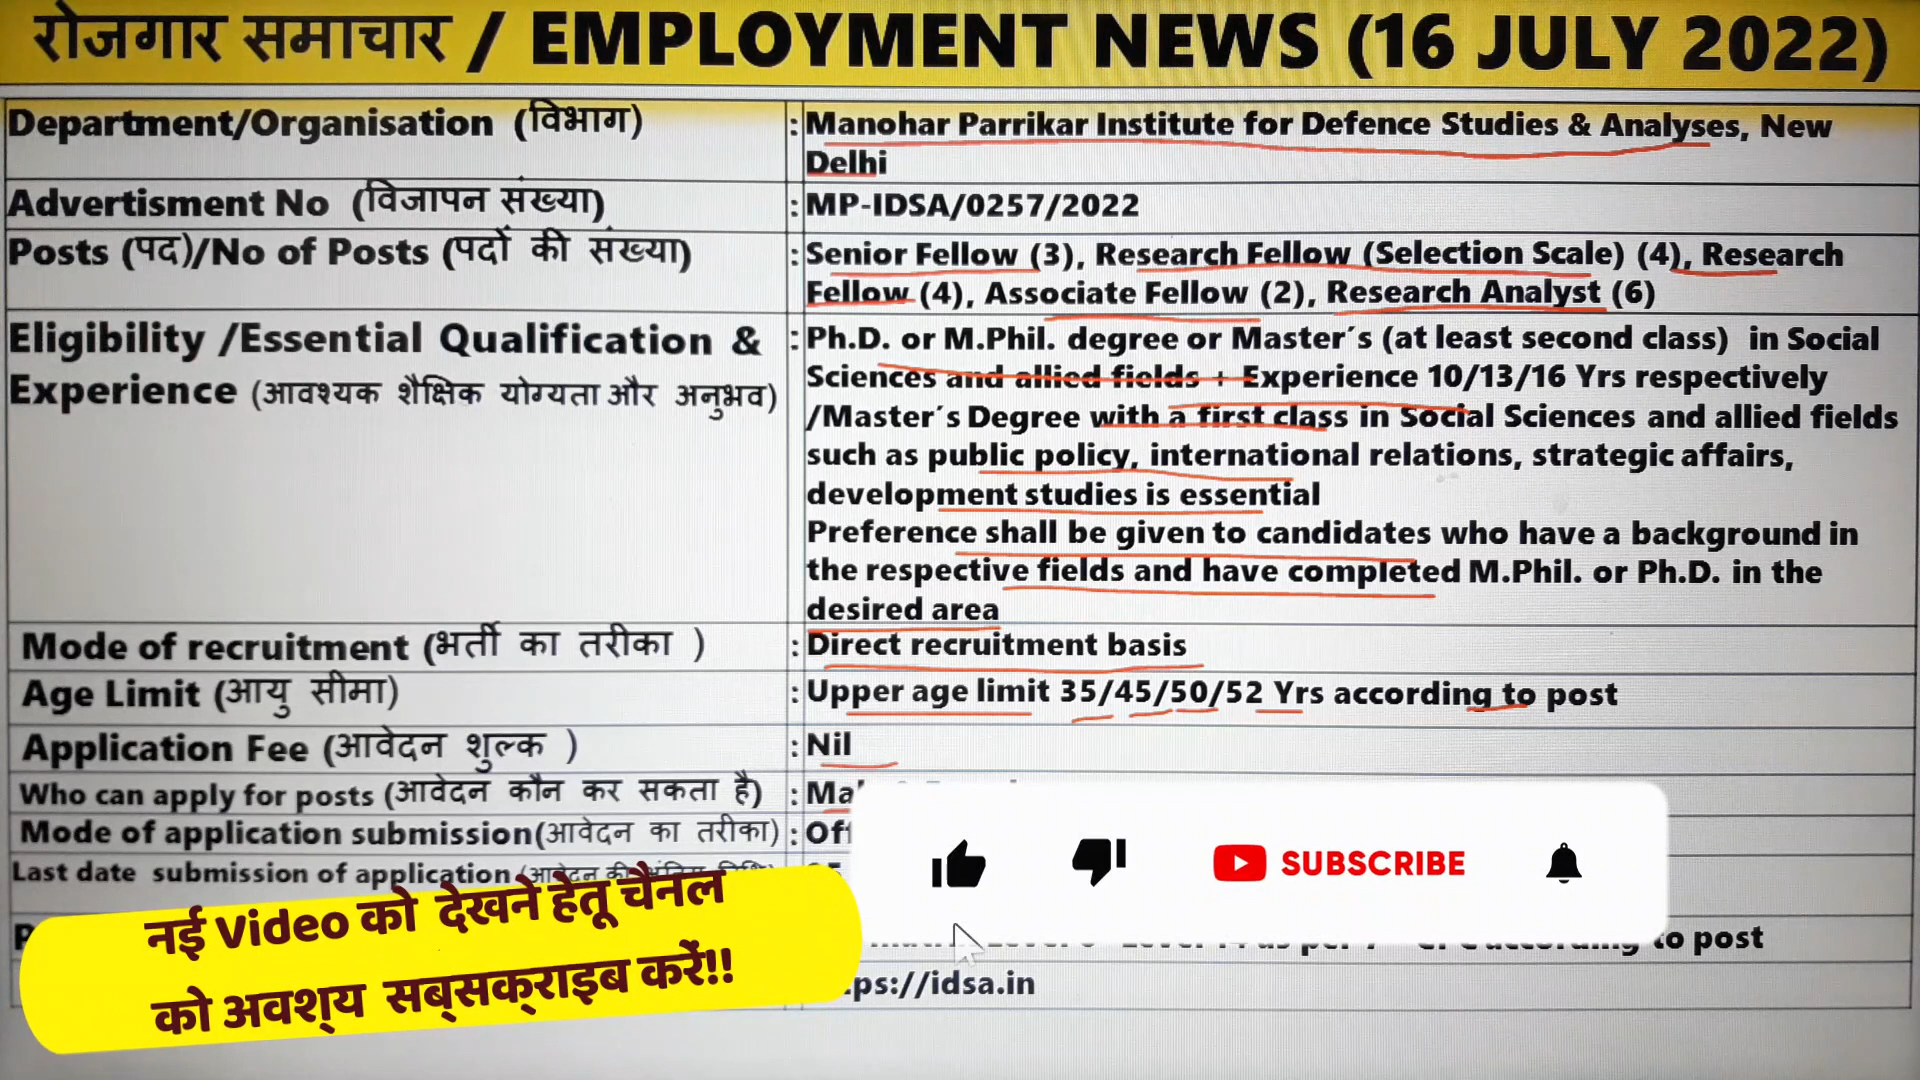 रोजगार समाचार / EMPLOYMENT NEWS (16 JULY 2022)
Department/Organisation (विभाग)
: Manohar Parrikar Institute for Defence Studies & Analyses, New
Delhi
Advertisment No (विजापन संख्या)
: MP-IDSA/0257/2022
Posts (पद)/No of Posts (पदों की संख्या)
: Senior Fellow (3), Research Fellow (Selection Scale) (4), Research
Fellow (4), Associate Fellow (2), Research Analyst (6)
Eligibility /Essential Qualification &
Experience (आवश्यक शैक्षिक योग्यता और अनुभव)
: Ph.D. or M.Phil. degree or Master´s (at least second class) in Social
Sciences and allied fields + Experience 10/13/16 Yrs respectively
/Master´s Degree with a first class in Social Sciences and allied fields
such as public policy, international relations, strategic affairs,
development studies is essential
Preference shall be given to candidates who have a background in
the respective fields and have completed M.Phil. or Ph.D. in the
desired area
Mode of recruitment (भर्ती का तरीका )
: Direct recruitment basis
Age Limit (आयु सीमा)
: Upper age limit 35/45/50/52 Yrs according to post
Application Fee (आवेदन शुल्क )
: Nil
Who can apply for posts (आवेदन कौन कर सकता है)
:
Mode of application submission(आवेदन का तरीका)
:
Last date submission of application
SUBSCRIBE
नई Video को देखने हेतू चैनल
को अवश्य सब्सक्राइब करें!!
according to post
ps://idsa.in